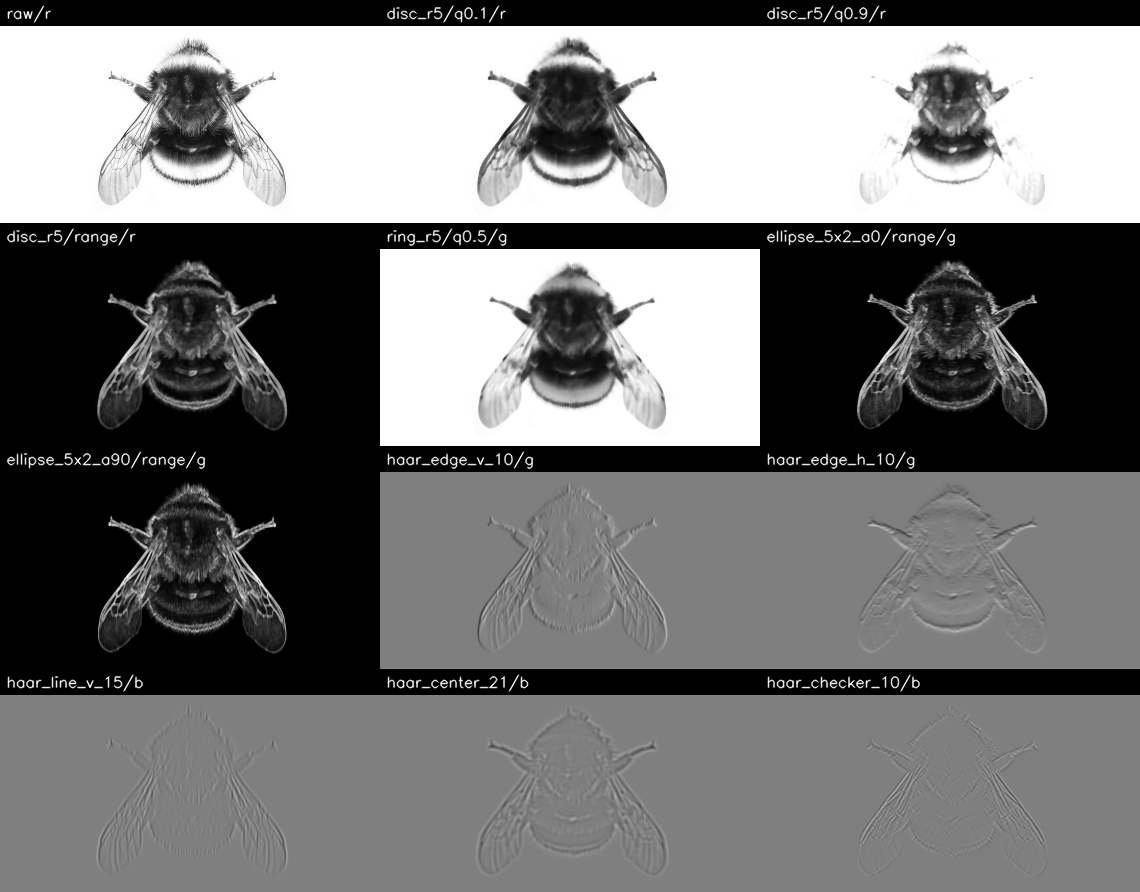 raw/r
disc_r5/q0.1/r
disc_r5/q0.9/r
disc_r5/range/r
ring_r5/q0.5/g
ellipse_5x2_a0/range/g
ellipse_5x2_a90/range/g
haar_edge_v_10/g
haar_edge_h_10/g
haar_line_v_15/b
haar_center_21/b
haar_checker_10/b